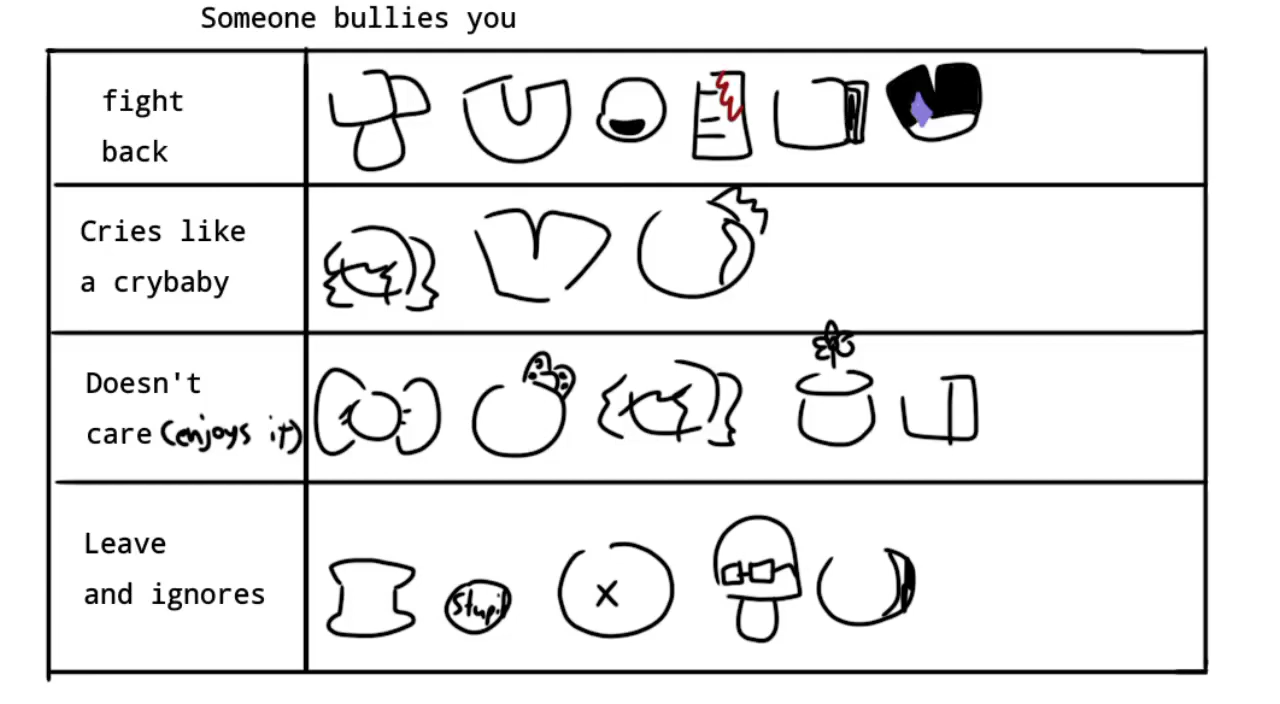 Someone bullies you
fight
back
Cries like
a crybaby
Doesn't
care (enjoys it)
Leave
and ignores
Stupid
x